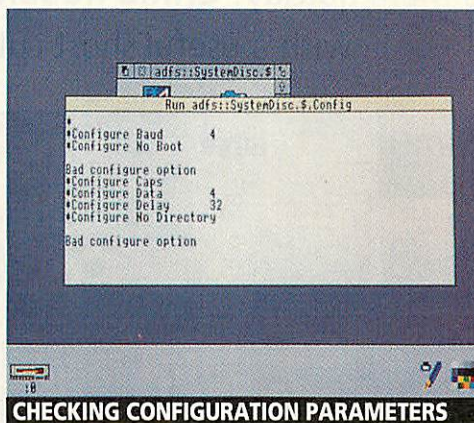 adfs::SystemDisc.$
Run adfs::SystemDisc.$.Config
*
*Configure Baud 4
*Configure No Boot
Bad configure option
*Configure Caps
*Configure Data 4
*Configure Delay 32
*Configure No Directory
Bad configure option
:0
CHECKING CONFIGURATION PARAMETERS